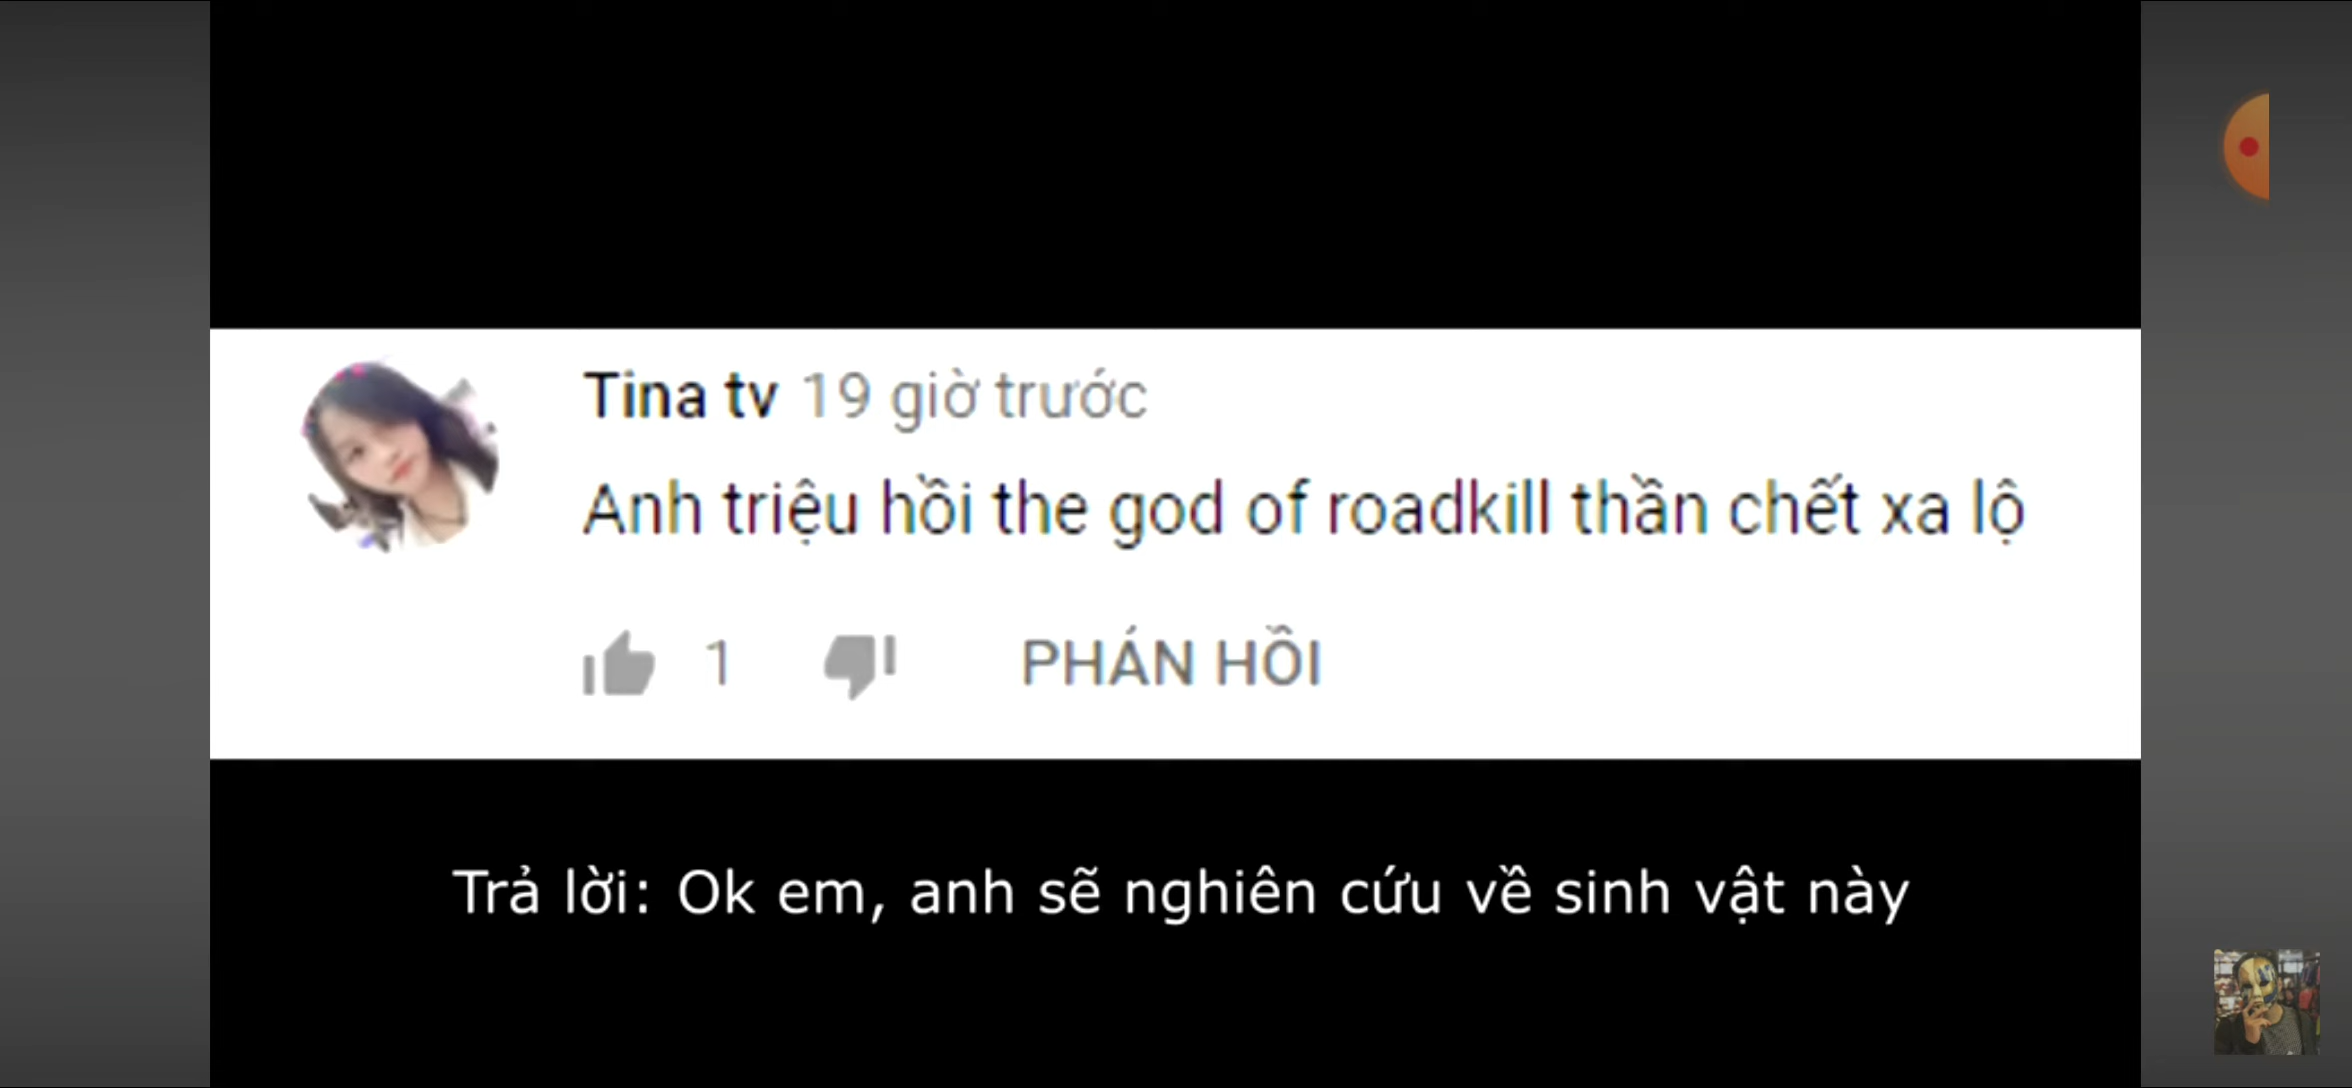 Tina tv 19 giờ trước
Anh triệu hồi the god of roadkill thần chết xa lộ
1 PHẢN HỒI
Trả lời: Ok em, anh sẽ nghiên cứu về sinh vật này